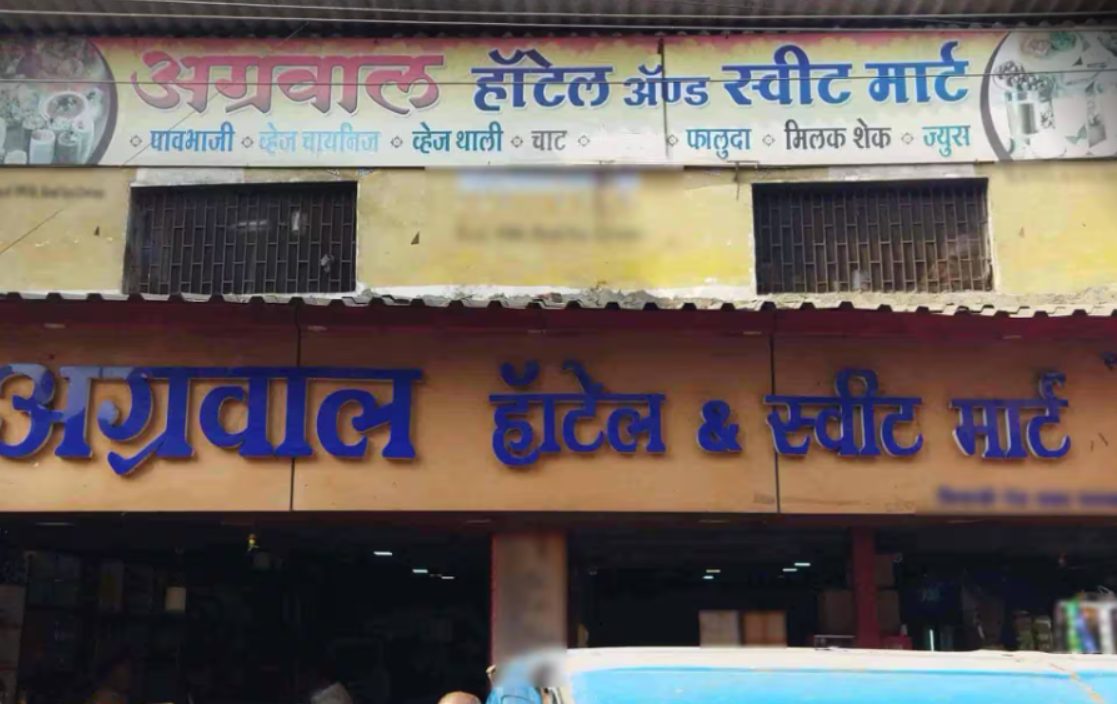 अग्रवाल हॉटेल ॲण्ड स्वीट मार्ट
◇ पावभाजी ◇ व्हेज चायनिज ◇ व्हेज थाली ◇ चाट ◇ ◇ फालुदा ◇ मिलक शेक ◇ ज्युस
अग्रवाल हॉटेल & स्वीट मार्ट